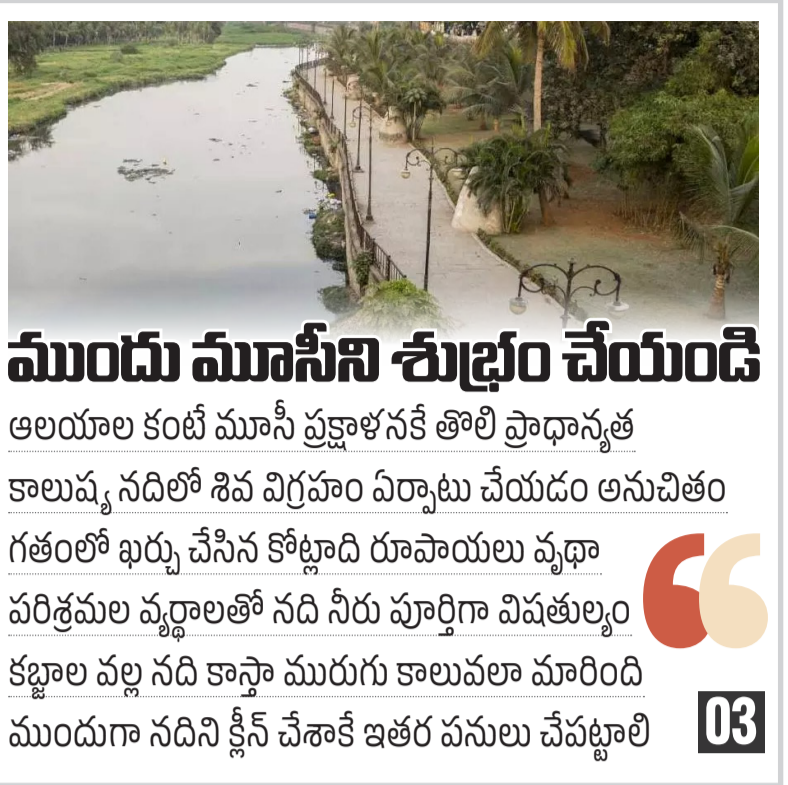 ముందు మూసీని శుభ్రం చేయండి
ఆలయాల కంటే మూసీ ప్రక్షాళనకే తొలి ప్రాధాన్యత
కాలుష్య నదిలో శివ విగ్రహం ఏర్పాటు చేయడం అనుచితం
గతంలో ఖర్చు చేసిన కోట్లాది రూపాయలు వృథా
పరిశ్రమల వ్యర్థాలతో నది నీరు పూర్తిగా విషతుల్యం
కబ్జాల వల్ల నది కాస్తా మురుగు కాలువలా మారింది
ముందుగా నదిని క్లీన్ చేశాకే ఇతర పనులు చేపట్టాలి
03